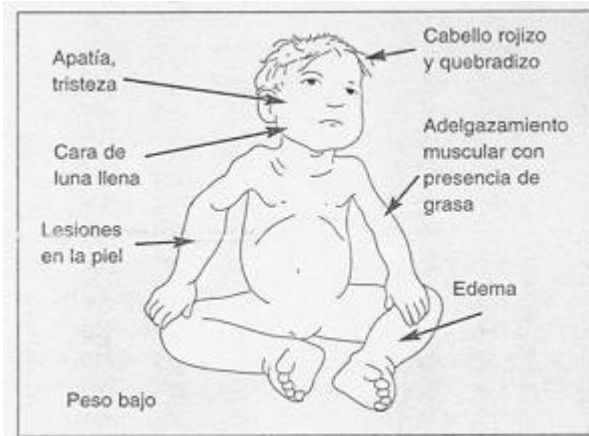 Cabello rojizo
y quebradizo
Apatía,
tristeza
Adelgazamiento
muscular con
presencia de
grasa
Cara de
luna llena
Lesiones
en la piel
Edema
Peso bajo